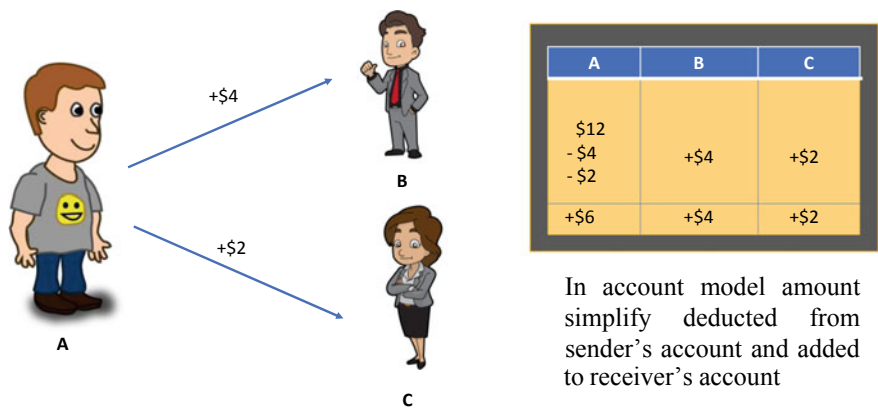 +$4
B
+$2
A
C
A B C
$12
- $4 +$4 +$2
- $2
+$6 +$4 +$2
In account model amount
simplify deducted from
sender’s account and added
to receiver’s account